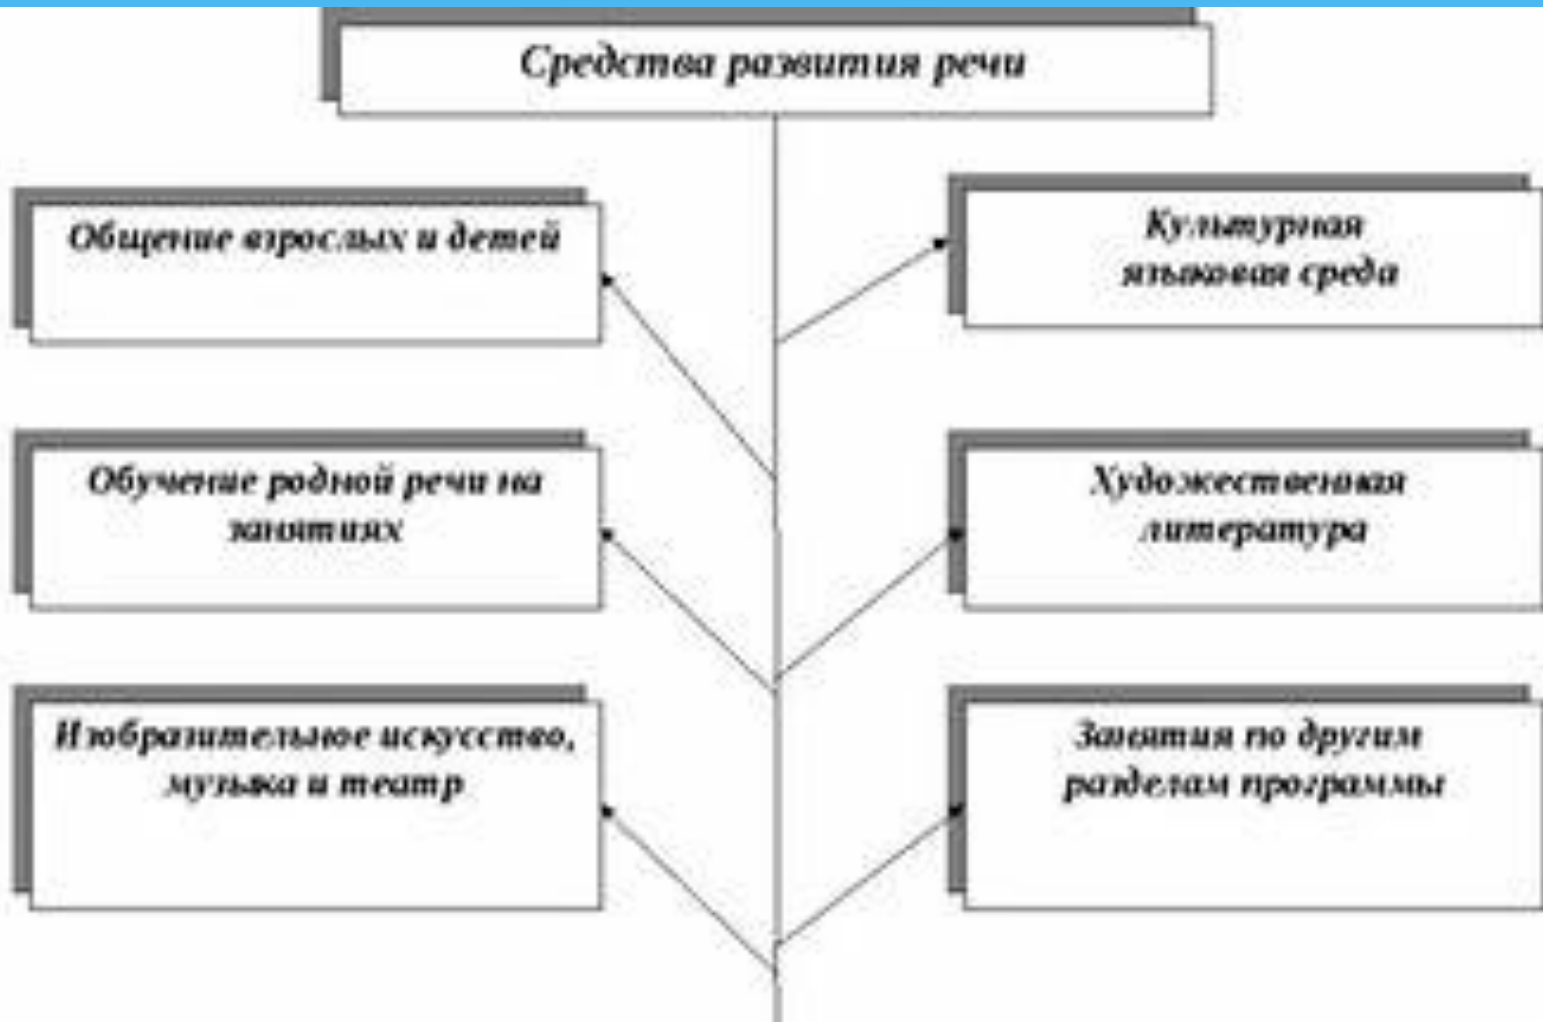 Средства развития речи
Общение взрослых и детей
Культурная
языковая среда
Обучение родной речи на
занятиях
Художественная
литература
Изобразительное искусство,
музыка и театр
Занятия по другим
разделам программы